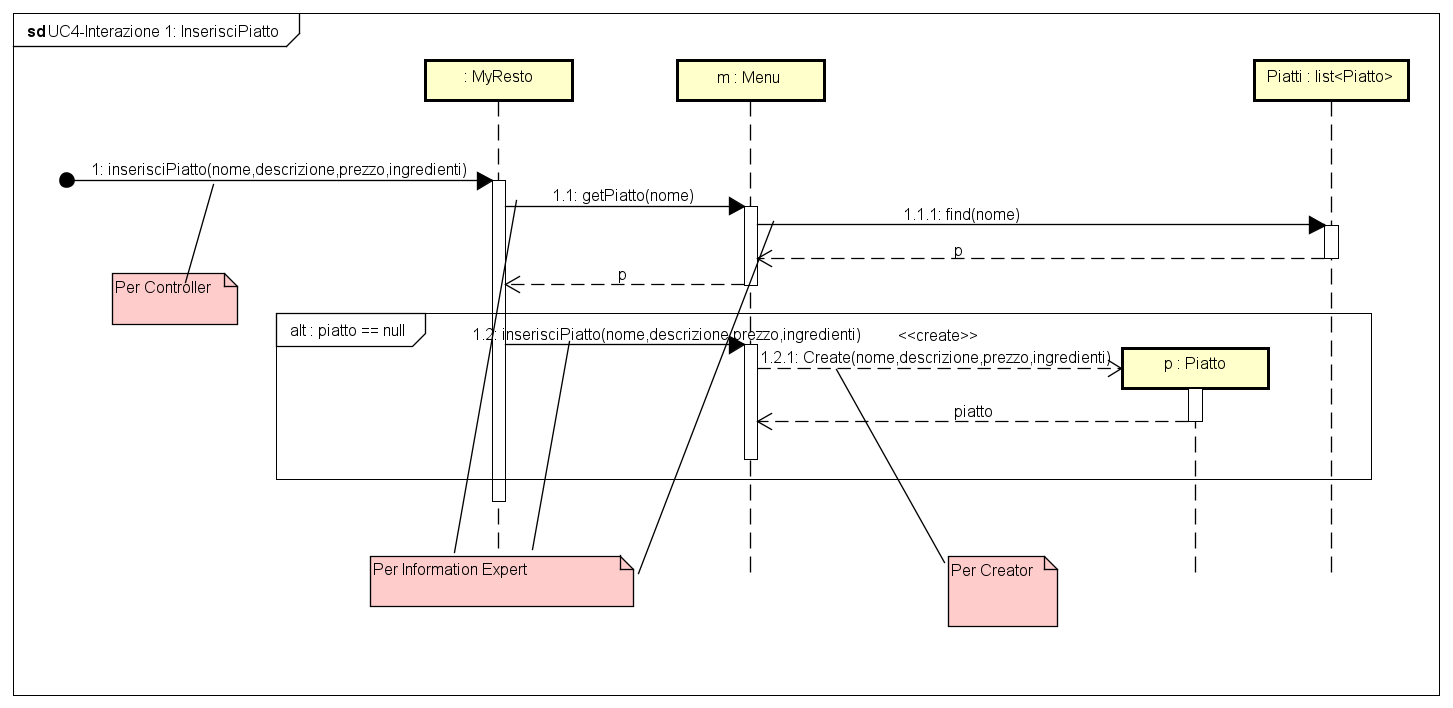 sd UC4-Interazione 1: InserisciPiatto
: MyResto
m : Menu
Piatti : list<Piatto>
1: inserisciPiatto(nome,descrizione,prezzo,ingredienti)
1.1: getPiatto(nome)
1.1.1: find(nome)
p
p
Per Controller
alt : piatto == null
1.2: inserisciPiatto(nome,descrizione,prezzo,ingredienti)
<<create>>
1.2.1: Create(nome,descrizione,prezzo,ingredienti)
p : Piatto
piatto
Per Information Expert
Per Creator